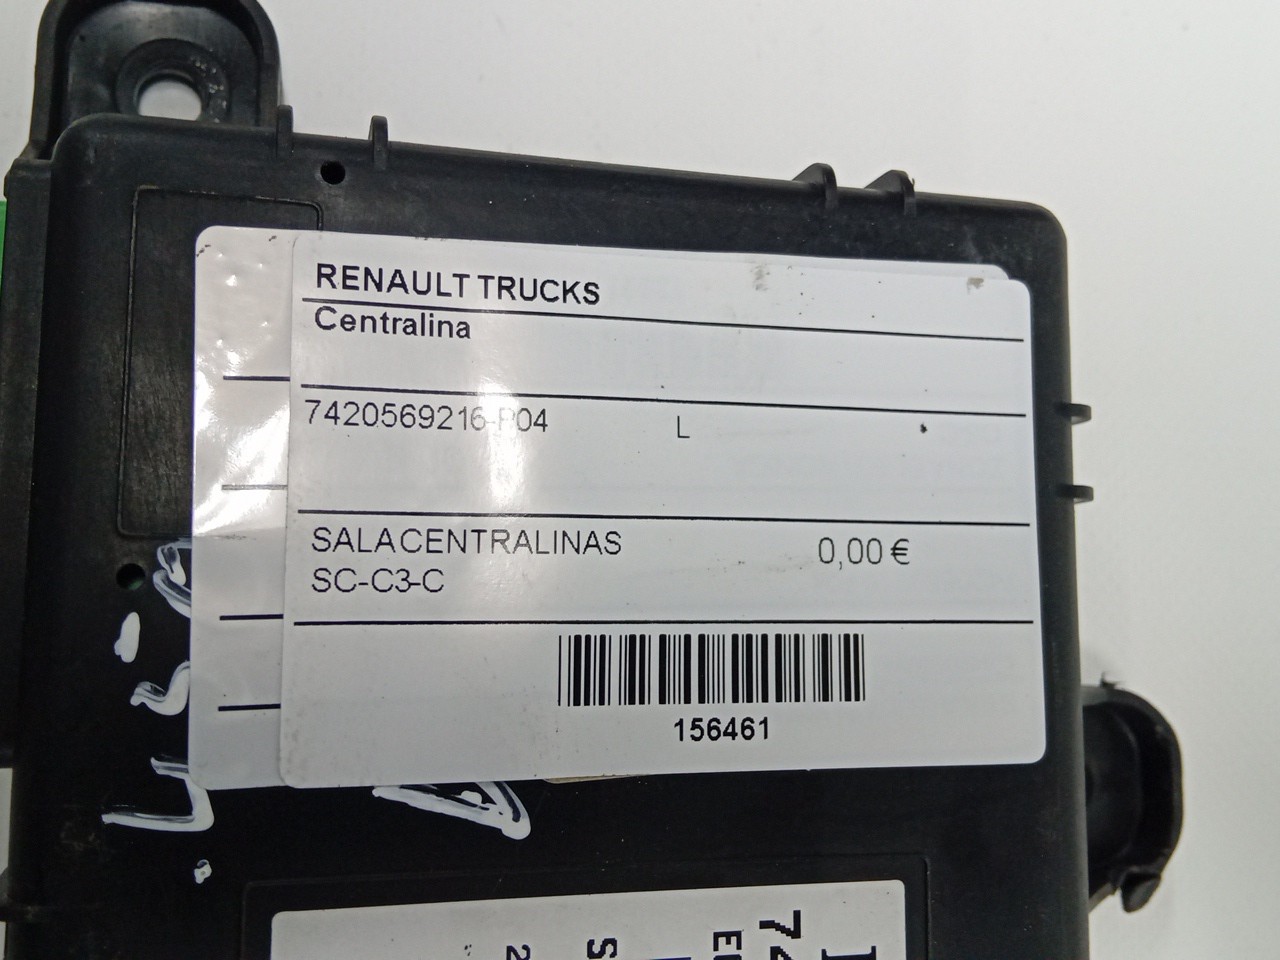 RENAULT TRUCKS
Centralina
7420569216-P04 L
SALACENTRALINAS 0,00 €
SC-C3-C
156461